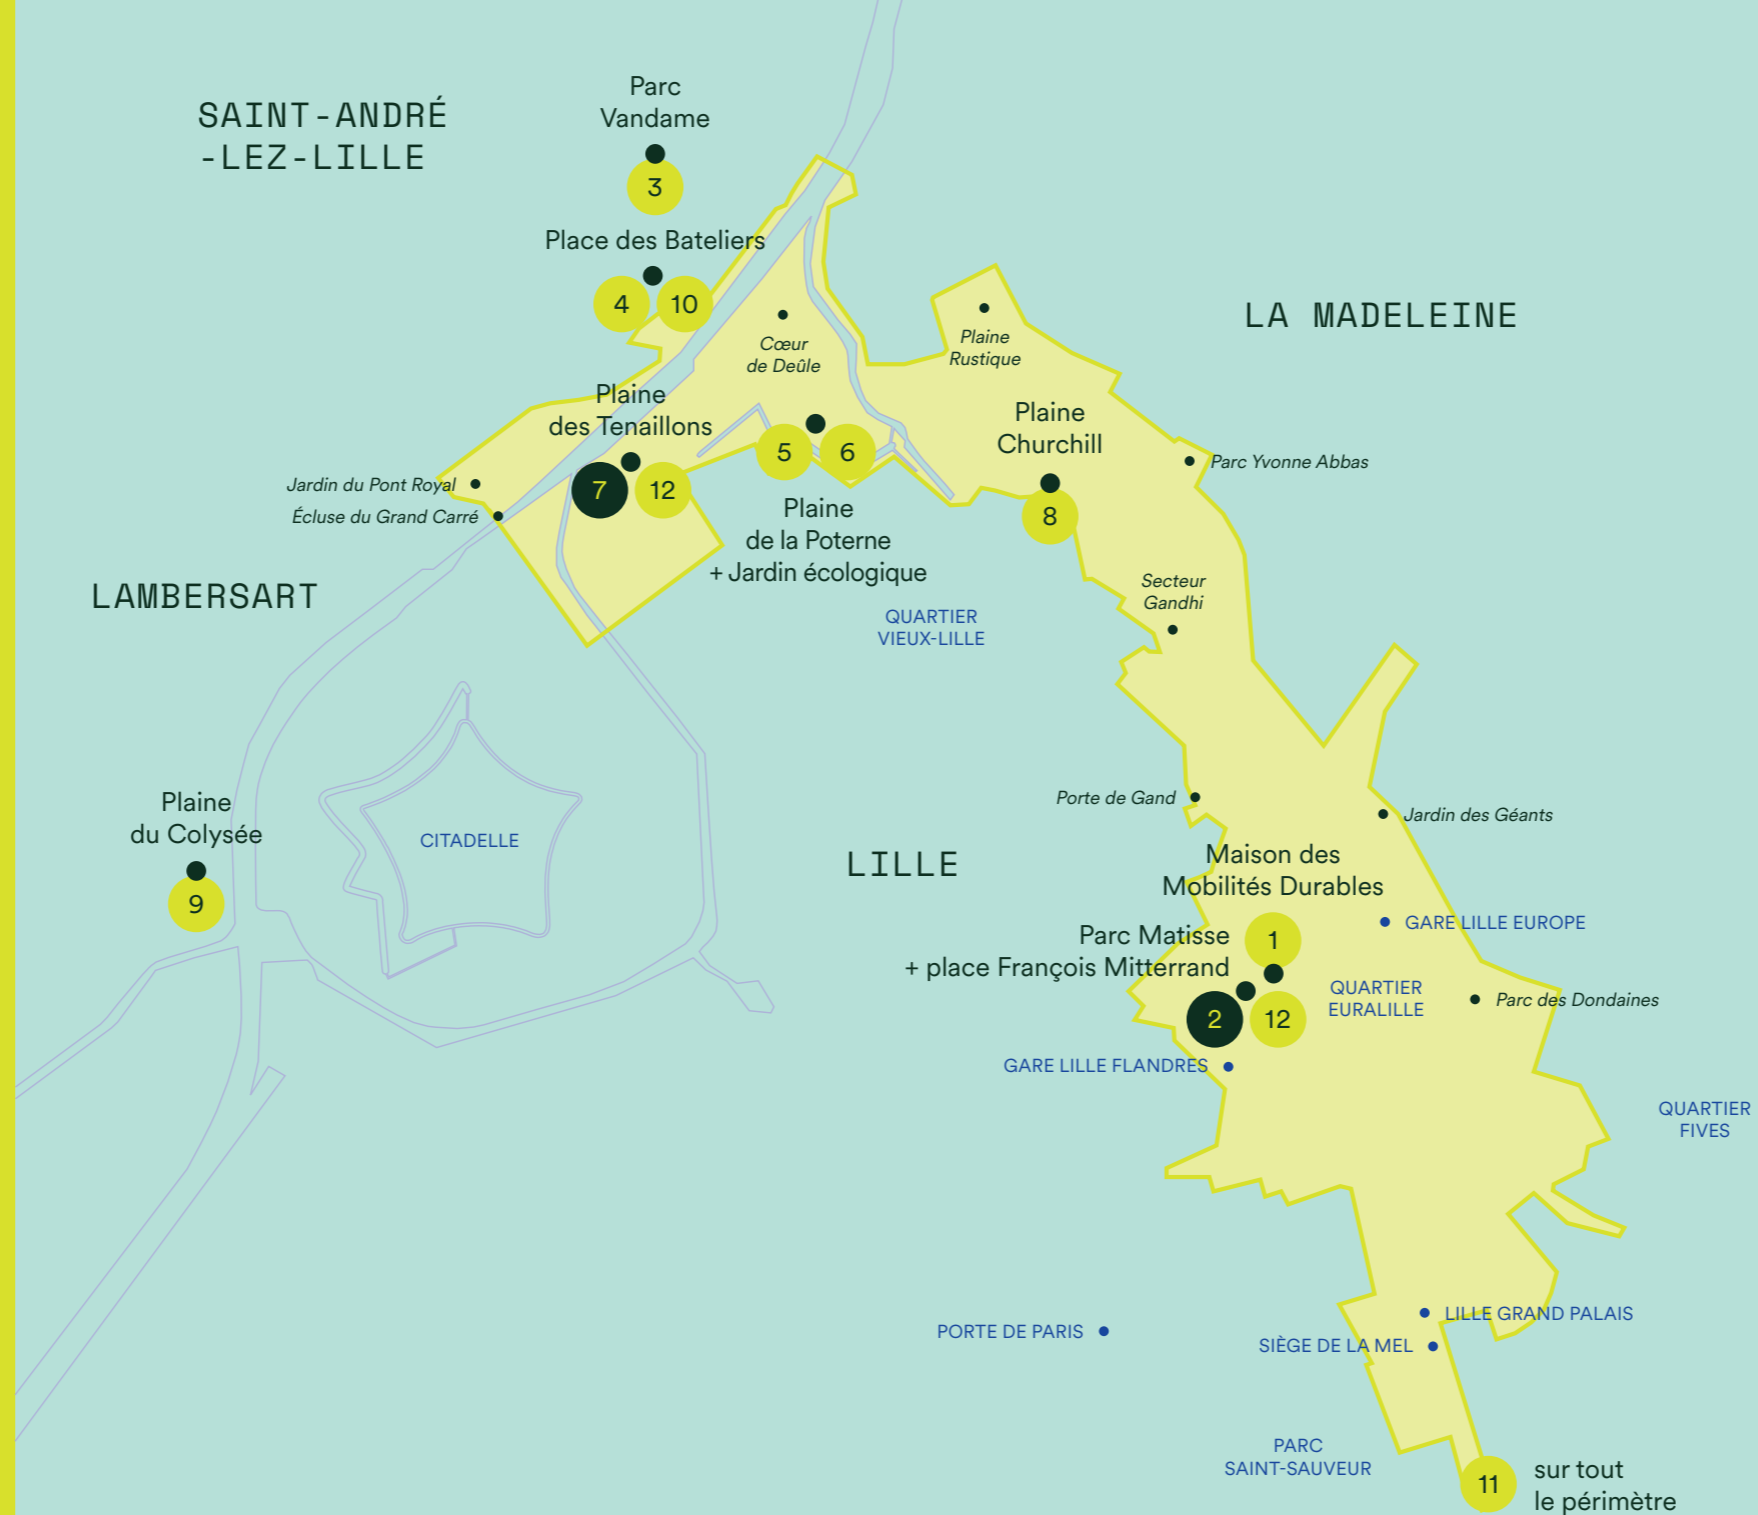 Parc
Vandame
3
SAINT-ANDRÉ
-LEZ-LILLE
Place des Bateliers
4
10
LA MADELEINE
Cœur
de Deûle
Plaine
Rustique
Plaine
des Tenaillons
7
12
5
6
Plaine
Churchill
8
Parc Yvonne Abbas
Jardin du Pont Royal
Écluse du Grand Carré
Plaine
de la Poterne
+ Jardin écologique
LAMBERSART
QUARTIER
VIEUX-LILLE
Secteur
Gandhi
Plaine
du Colysée
9
CITADELLE
LILLE
Porte de Gand
Jardin des Géants
Maison des
Mobilités Durables
1
Parc Matisse
+ place François Mitterrand
2
12
GARE LILLE EUROPE
QUARTIER
EURALILLE
Parc des Dondaines
GARE LILLE FLANDRES
QUARTIER
FIVES
PORTE DE PARIS
LILLE GRAND PALAIS
SIÈGE DE LA MEL
PARC
SAINT-SAUVEUR
11
sur tout
le périmètre